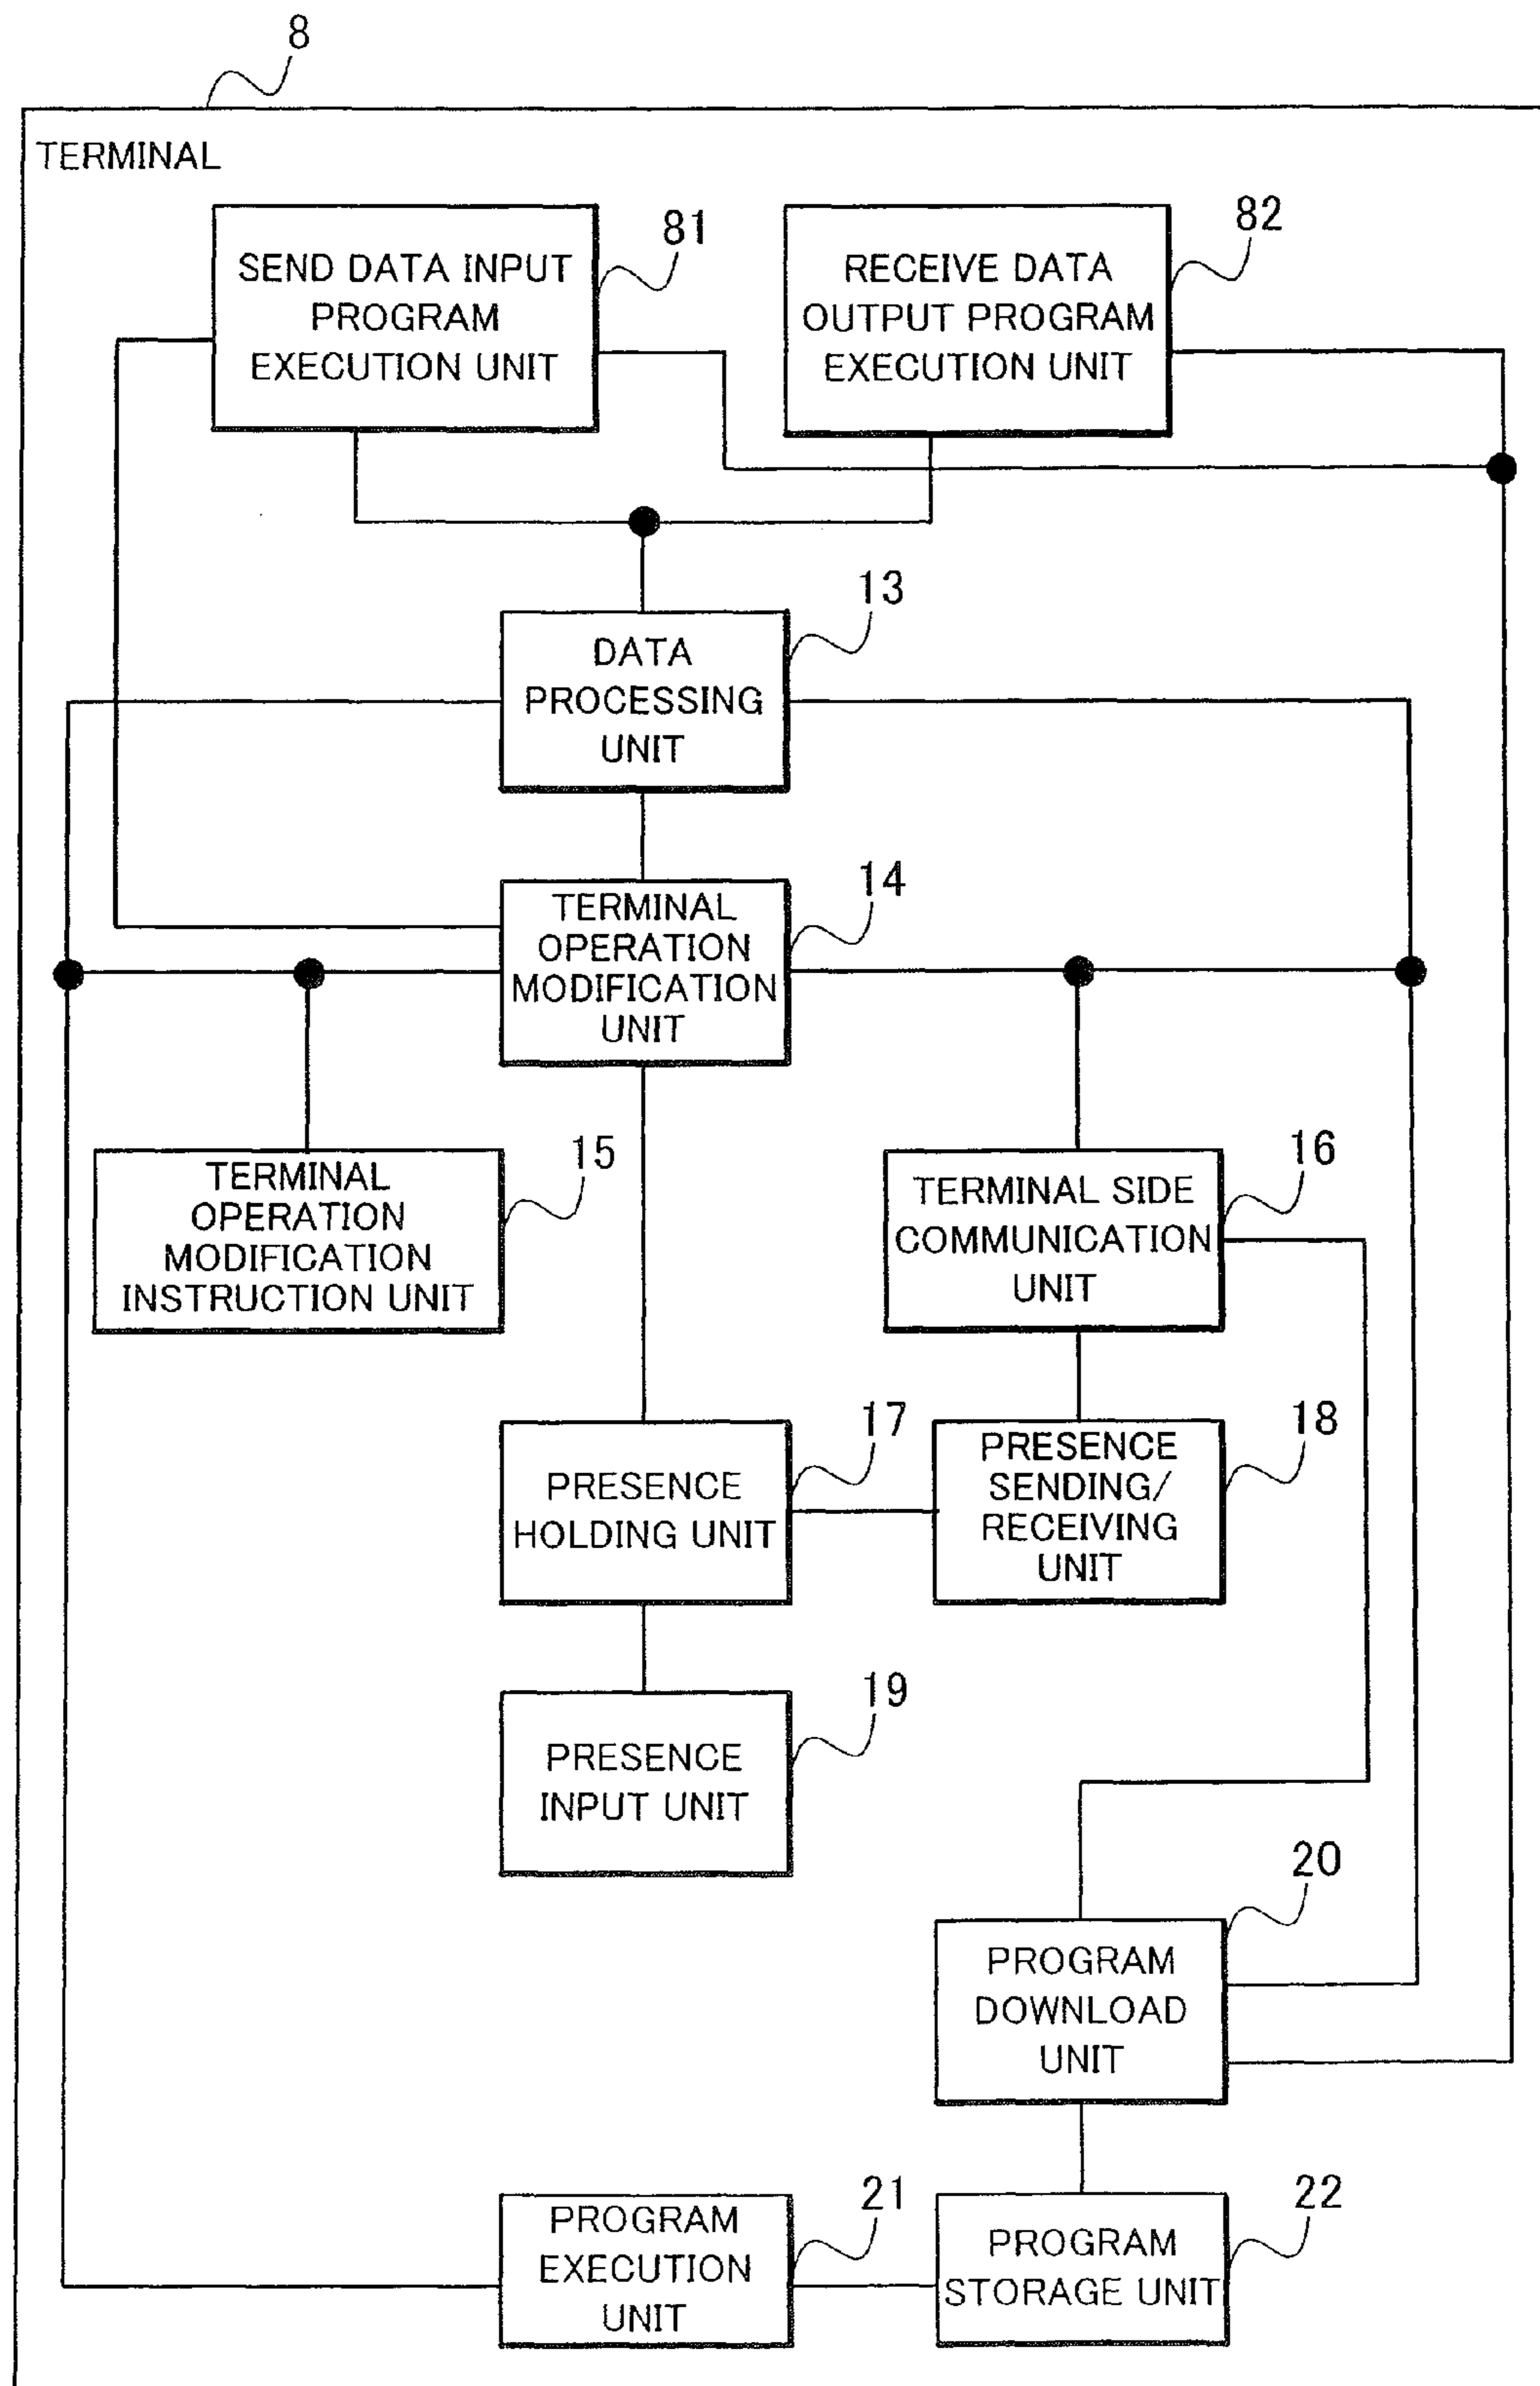 8
TERMINAL
81
SEND DATA INPUT
PROGRAM
EXECUTION UNIT
82
RECEIVE DATA
OUTPUT PROGRAM
EXECUTION UNIT
13
DATA
PROCESSING
UNIT
14
TERMINAL
OPERATION
MODIFICATION
UNIT
15
TERMINAL
OPERATION
MODIFICATION
INSTRUCTION UNIT
16
TERMINAL SIDE
COMMUNICATION
UNIT
17
PRESENCE
HOLDING UNIT
18
PRESENCE
SENDING/
RECEIVING
UNIT
19
PRESENCE
INPUT UNIT
20
PROGRAM
DOWNLOAD
UNIT
21
PROGRAM
EXECUTION
UNIT
22
PROGRAM
STORAGE UNIT